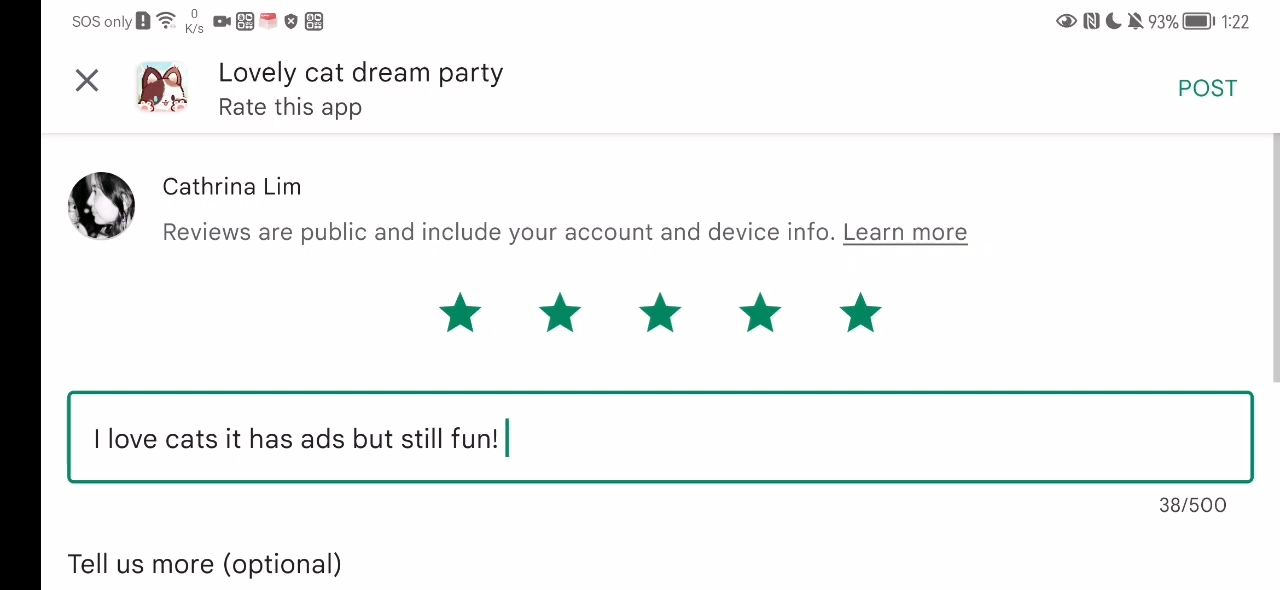 SOS only 0 K/s 93% 1:22
Lovely cat dream party
Rate this app
POST
Cathrina Lim
Reviews are public and include your account and device info. Learn more
I love cats it has ads but still fun!
38/500
Tell us more (optional)